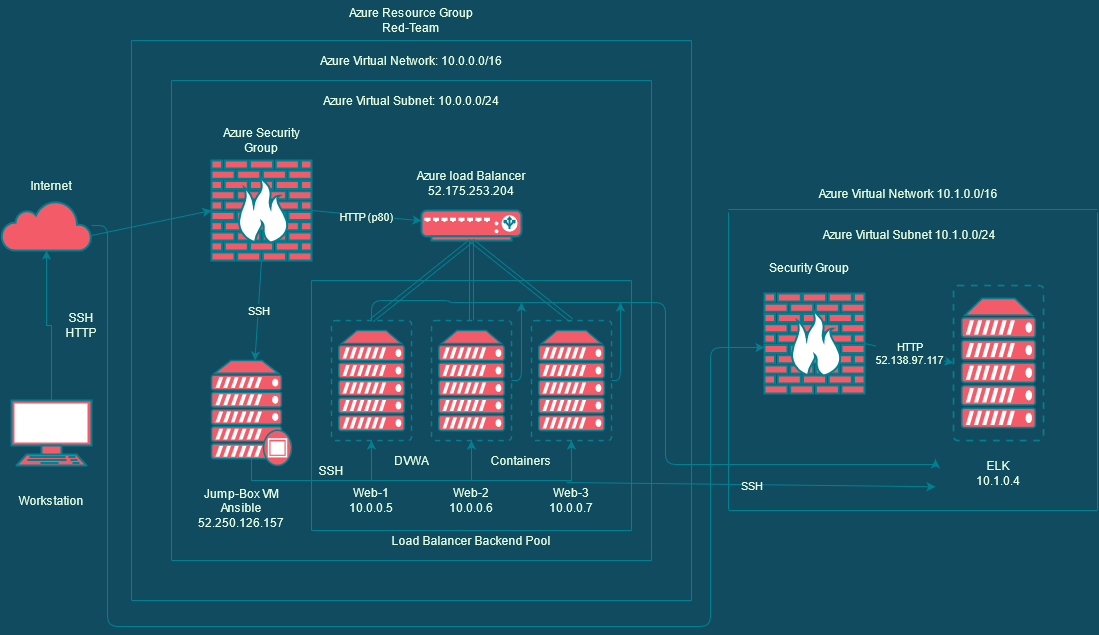 Azure Resource Group
Red-Team
Azure Virtual Network: 10.0.0.0/16
Azure Virtual Subnet: 10.0.0.0/24
Azure Security
Group
Azure load Balancer
52.175.253.204
Internet
HTTP (p80)
SSH
HTTP
SSH
Workstation
Jump-Box VM
Ansible
52.250.126.157
SSH
DVWA
Containers
Web-1
10.0.0.5
Web-2
10.0.0.6
Web-3
10.0.0.7
Load Balancer Backend Pool
Azure Virtual Network 10.1.0.0/16
Azure Virtual Subnet 10.1.0.0/24
Security Group
HTTP
52.138.97.117
SSH
ELK
10.1.0.4